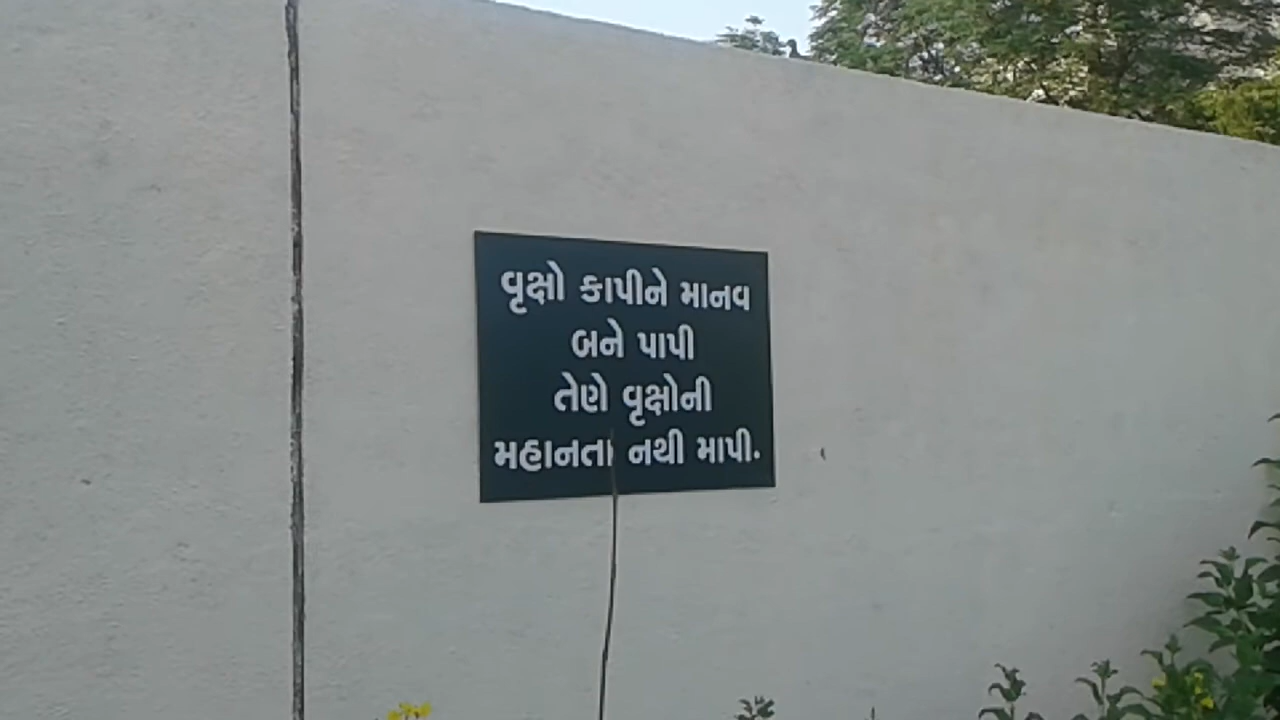 વૃક્ષો કાપીને માનવ
બને પાપી
તેણે વૃક્ષોની
મહાનતા નથી માપી.